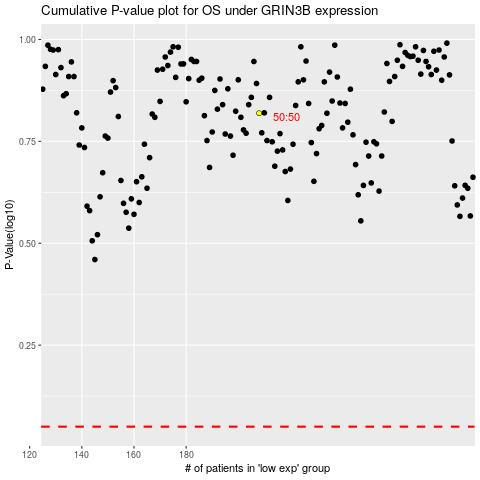 Cumulative P-value plot for OS under GRIN3B expression
P-Value(log10)
1.00
0.75
0.50
0.25
50:50
120 140 160 180
# of patients in 'low exp' group